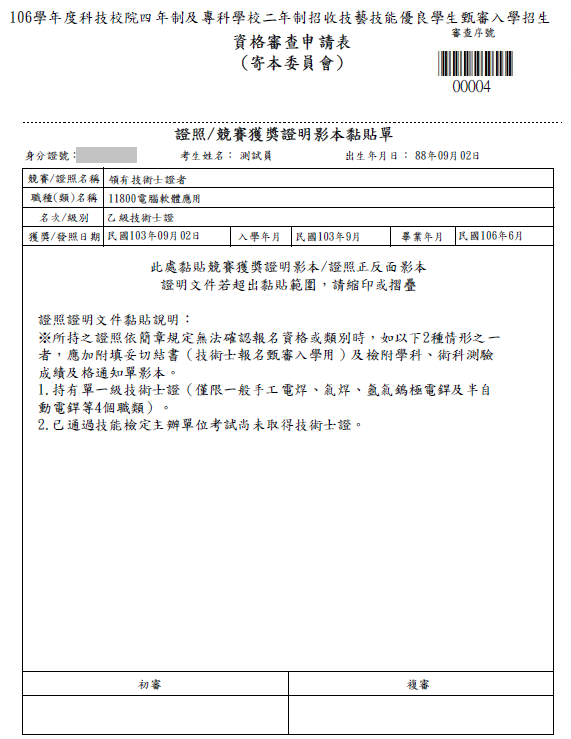 106學年度科技校院四年制及專科學校二年制招收技藝技能優良學生甄審入學招生
資格審查申請表
(寄本委員會)
審查序號
00004
證照/競賽獲獎證明影本黏貼單
身分證號： 考生姓名： 測試員 出生年月日： 88年09月02日
競賽/證照名稱 領有技術士證者
職種(類)名稱 11800電腦軟體應用
名次/級別 乙級技術士證
獲獎/發照日期 民國103年09月02日 入學年月 民國103年9月 畢業年月 民國106年6月
此處黏貼競賽獲獎證明影本/證照正反面影本
證明文件若超出黏貼範圍，請縮印或摺疊
證照證明文件黏貼說明：
※所持之證照依簡章規定無法確認報名資格或類別時，如以下2種情形之一
者，應加附填妥切結書（技術士報名甄審入學用）及檢附學科、術科測驗
成績及格通知單影本。
1.持有單一級技術士證（僅限一般手工電焊、氣焊、氬氣鎢極電銲及半自
動電銲等4個職類）。
2.已通過技能檢定主辦單位考試尚未取得技術士證。
初審 複審